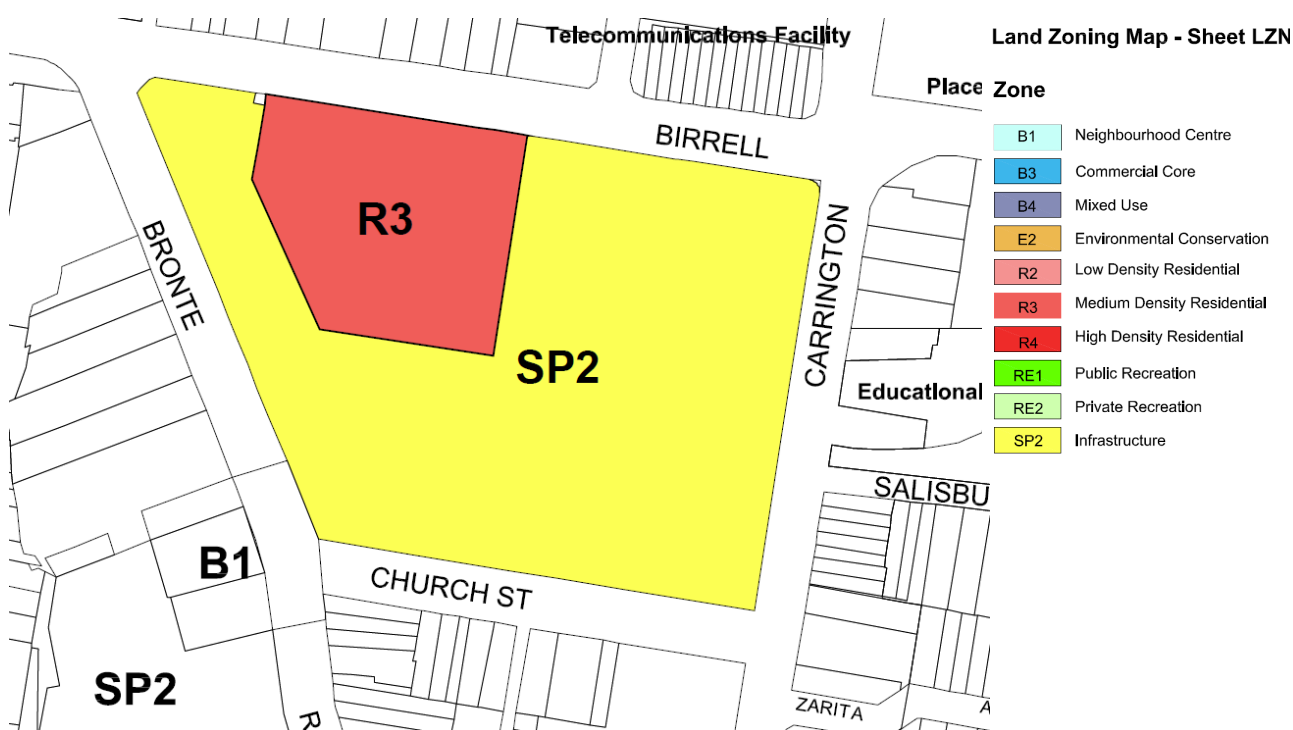 Telecommunications Facility
Land Zoning Map - Sheet LZN
Place
Zone
BIRRELL
B1 Neighbourhood Centre
B3 Commercial Core
B4 Mixed Use
E2 Environmental Conservation
R2 Low Density Residential
R3 Medium Density Residential
R4 High Density Residential
RE1 Public Recreation
RE2 Private Recreation
SP2 Infrastructure
R3
BRONTE
CARRINGTON
SP2
Educational
SALISBU
B1
CHURCH ST
SP2
ZARITA
R
A